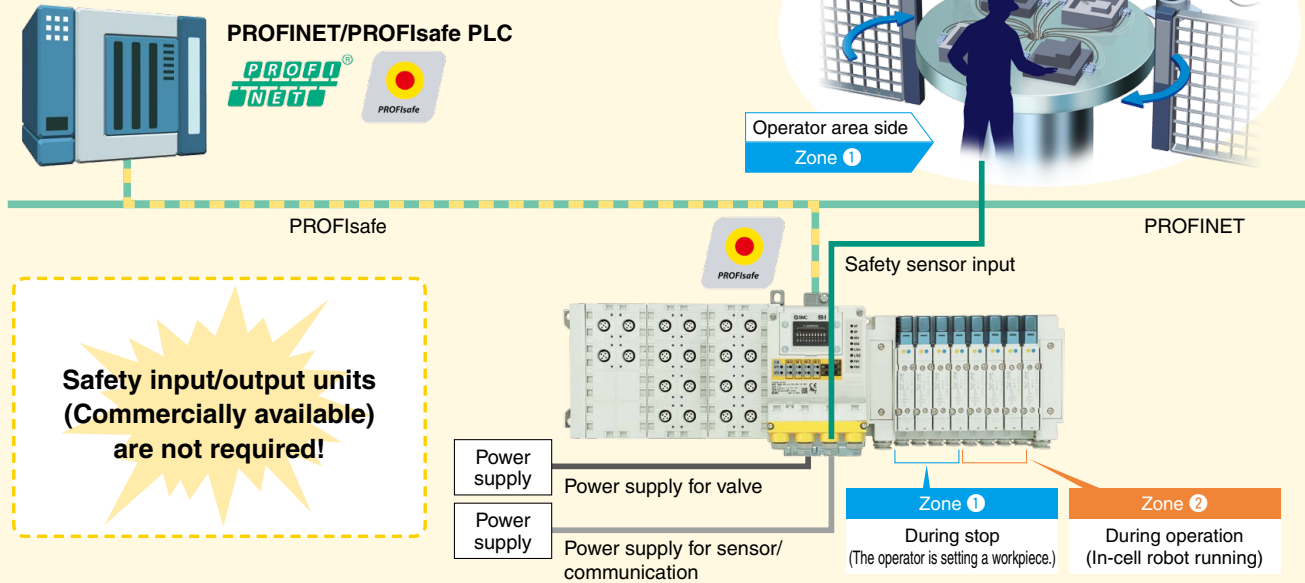 PROFINET/PROFIsafe PLC
PROFI®
NET
PROFIsafe
Operator area side
Zone ❶
PROFIsafe
PROFINET
PROFIsafe
Safety sensor input
Safety input/output units
(Commercially available)
are not required!
Power
supply
Power supply for valve
Power
supply
Power supply for sensor/
communication
Zone ❶
During stop
(The operator is setting a workpiece.)
Zone ❷
During operation
(In-cell robot running)